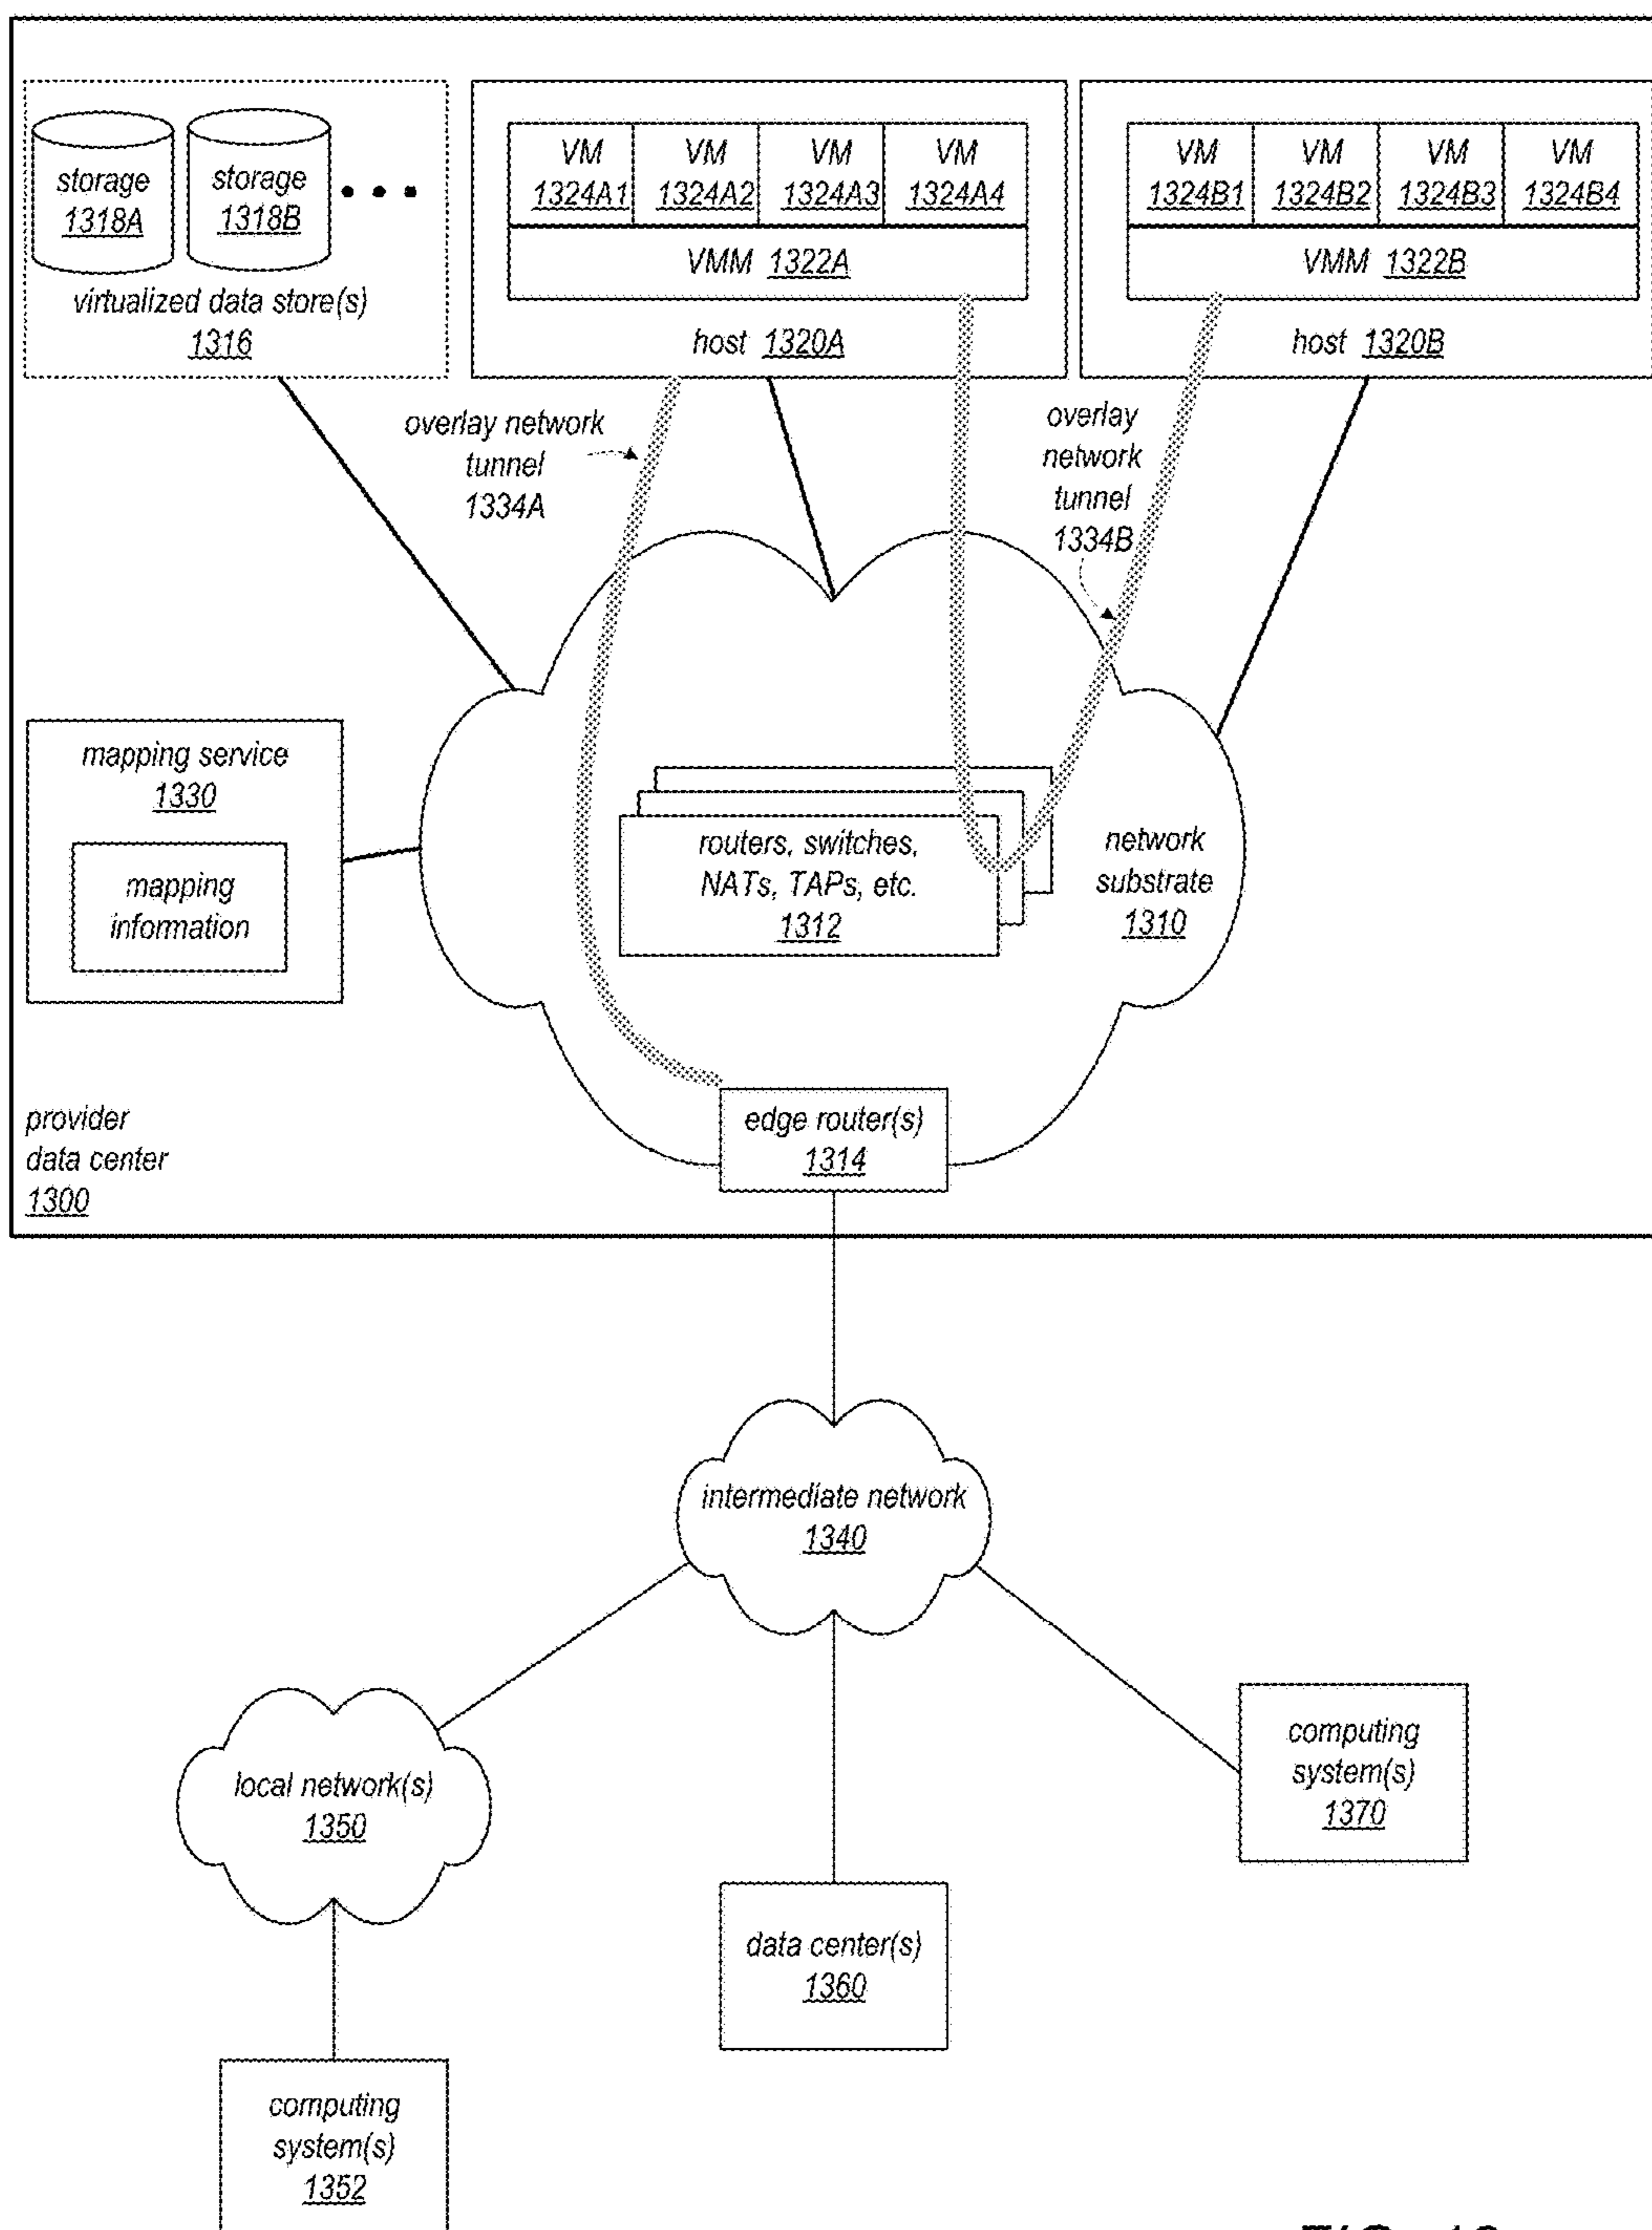 storage
1318A
storage
1318B
virtualized data store(s)
1316
VM
1324A1
VM
1324A2
VM
1324A3
VM
1324A4
VMM 1322A
host 1320A
VM
1324B1
VM
1324B2
VM
1324B3
VM
1324B4
VMM 1322B
host 1320B
overlay network
tunnel
1334A
overlay
network
tunnel
1334B
mapping service
1330
mapping
information
routers, switches,
NATs, TAPs, etc.
1312
network
substrate
1310
edge router(s)
1314
provider
data center
1300
intermediate network
1340
local network(s)
1350
computing
system(s)
1370
data center(s)
1360
computing
system(s)
1352